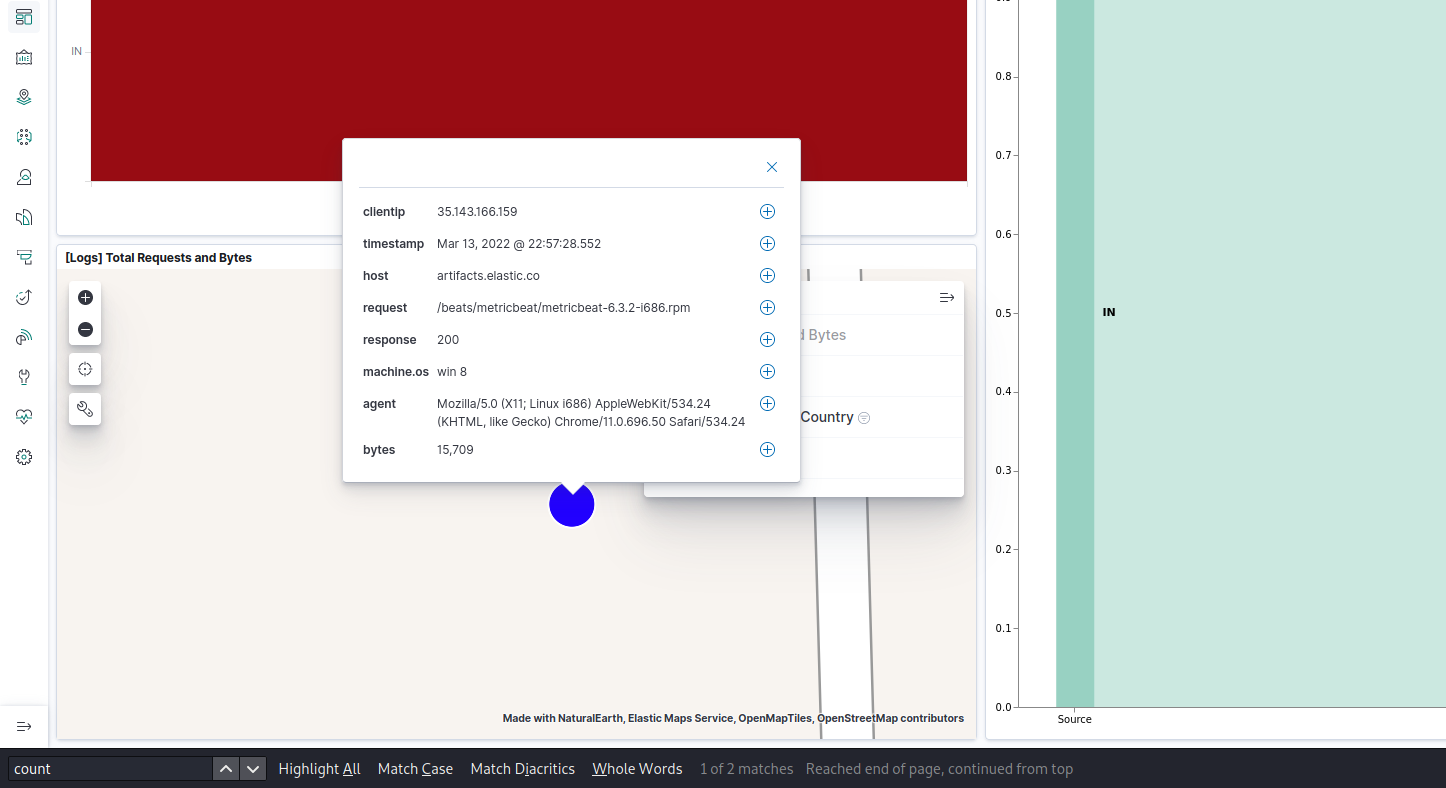 IN
[Logs] Total Requests and Bytes
clientip 35.143.166.159
timestamp Mar 13, 2022 @ 22:57:28.552
host artifacts.elastic.co
request /beats/metricbeat/metricbeat-6.3.2-i686.rpm
response 200
machine.os win 8
agent Mozilla/5.0 (X11; Linux i686) AppleWebKit/534.24
(KHTML, like Gecko) Chrome/11.0.696.50 Safari/534.24
bytes 15,709
Bytes
Country
Made with NaturalEarth, Elastic Maps Service, OpenMapTiles, OpenStreetMap contributors
0.8
0.7
0.6
0.5
IN
0.4
0.3
0.2
0.1
0.0
Source
count Highlight All Match Case Match Diacritics Whole Words 1 of 2 matches Reached end of page, continued from top